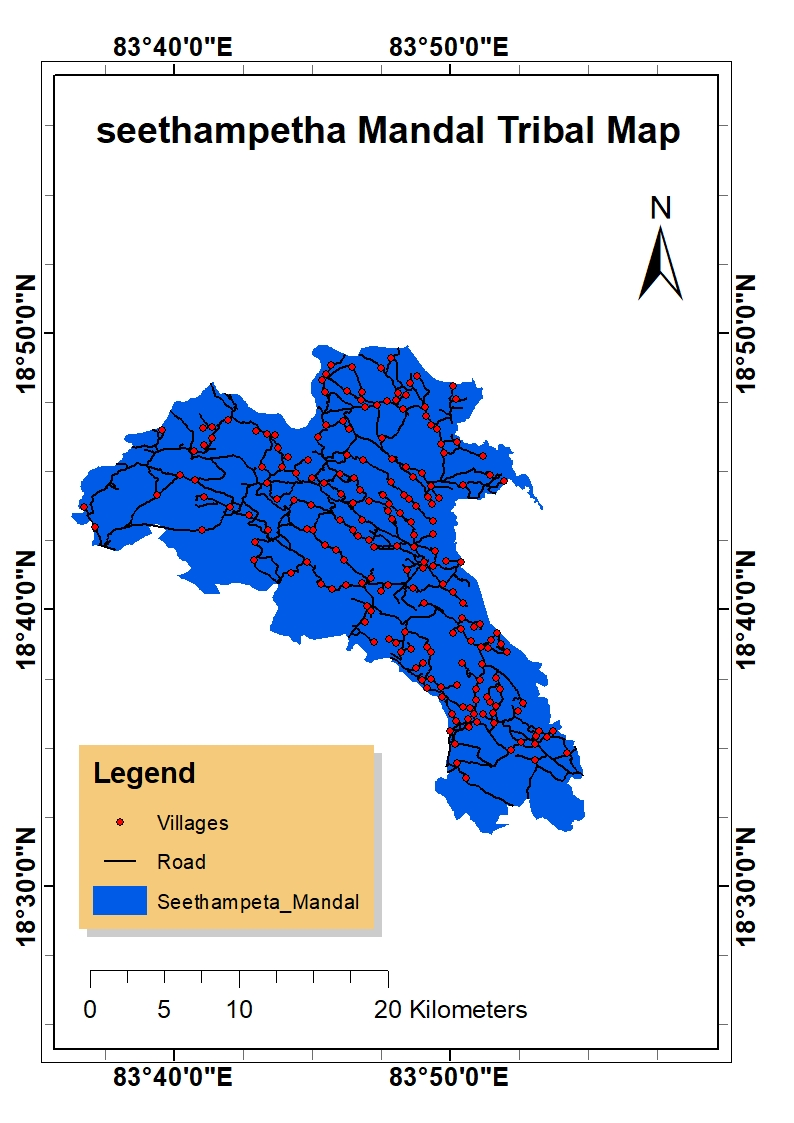 83°40'0"E 83°50'0"E
seethampetha Mandal Tribal Map
N
18°50'0"N 18°50'0"N
18°40'0"N 18°40'0"N
Legend
Villages
Road
Seethampeta_Mandal
18°30'0"N 18°30'0"N
0 5 10 20 Kilometers
83°40'0"E 83°50'0"E